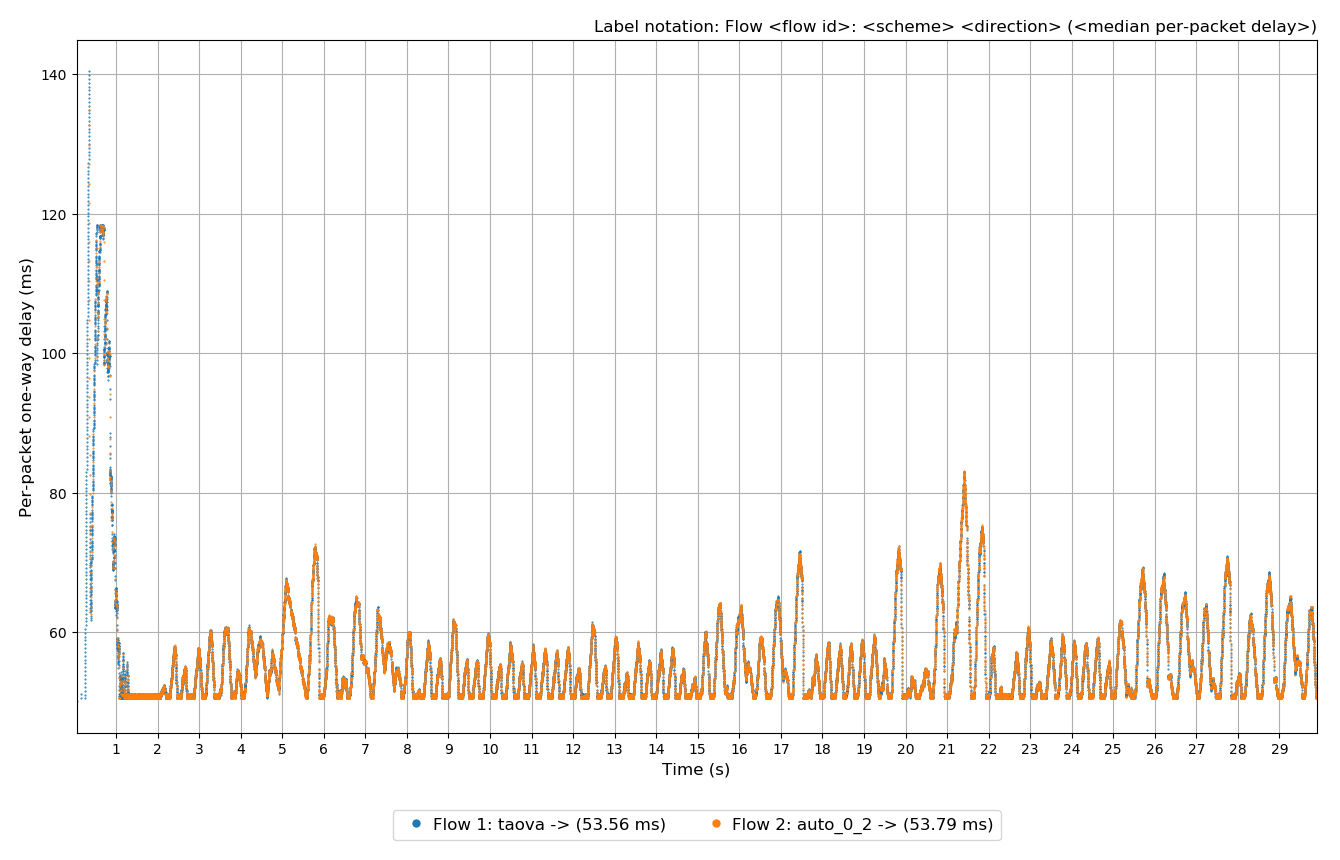 Label notation: Flow <flow id>: <scheme> <direction> (<median per-packet delay>)
Per-packet one-way delay (ms)
140
120
100
80
60
1 2 3 4 5 6 7 8 9 10 11 12 13 14 15 16 17 18 19 20 21 22 23 24 25 26 27 28 29
Time (s)
Flow 1: taova -> (53.56 ms) Flow 2: auto_0_2 -> (53.79 ms)